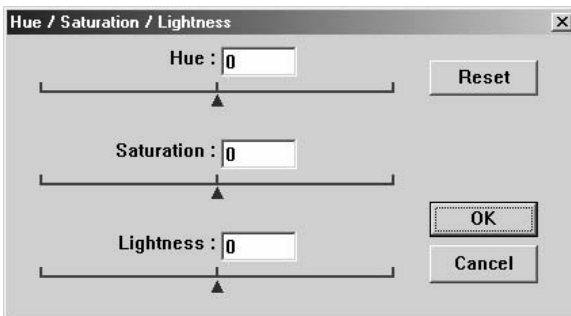 Hue / Saturation / Lightness
Hue : 0
Reset
Saturation : 0
Lightness : 0
OK
Cancel